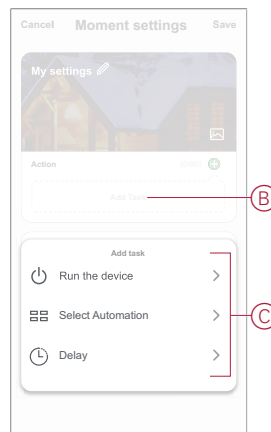 Cancel Moment settings Save
My settings
Action
Add Task
B
Add task
Run the device
C
Select Automation
Delay